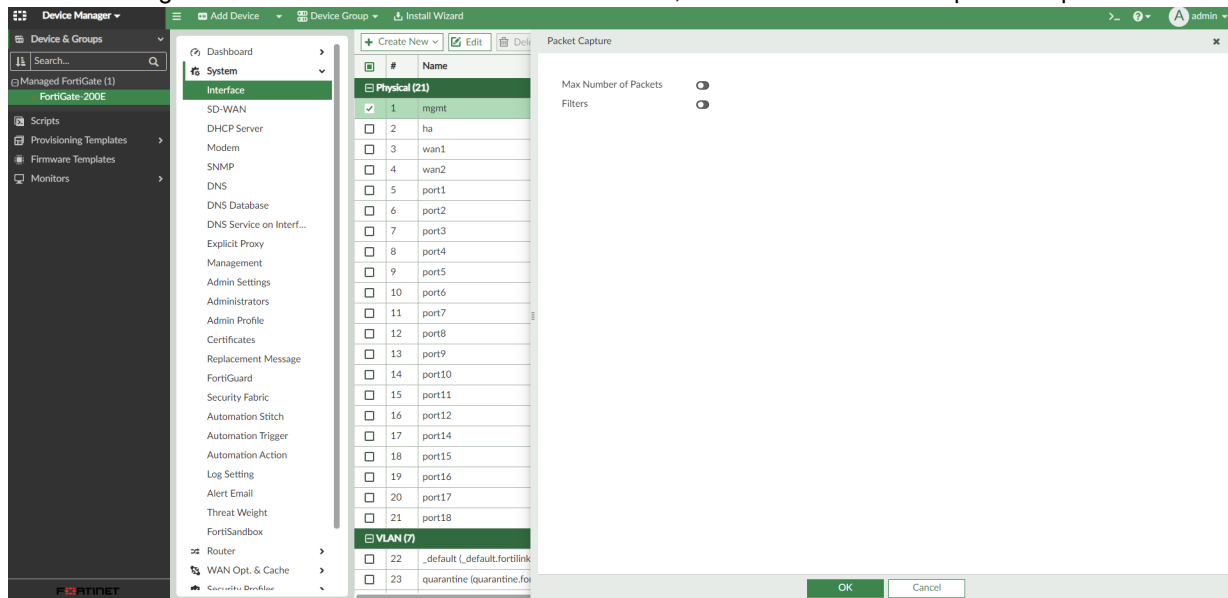 Device Manager
Add Device
Device Group
Install Wizard
>_
?
A admin
Device & Groups
Search...
Managed FortiGate (1)
FortiGate-200E
Scripts
Provisioning Templates
Firmware Templates
Monitors
FORTINET
Dashboard
System
Interface
SD-WAN
DHCP Server
Modem
SNMP
DNS
DNS Database
DNS Service on Interf...
Explicit Proxy
Management
Admin Settings
Administrators
Admin Profile
Certificates
Replacement Message
FortiGuard
Security Fabric
Automation Stitch
Automation Trigger
Automation Action
Log Setting
Alert Email
Threat Weight
FortiSandbox
Router
WAN Opt. & Cache
Security Profiles
+ Create New Edit Del
# Name
Physical (21)
1 mgmt
2 ha
3 wan1
4 wan2
5 port1
6 port2
7 port3
8 port4
9 port5
10 port6
11 port7
12 port8
13 port9
14 port10
15 port11
16 port12
17 port14
18 port15
19 port16
20 port17
21 port18
VLAN (7)
22 _default (_default.fortilink
23 quarantine (quarantine.fo
Packet Capture
Max Number of Packets
Filters
OK Cancel